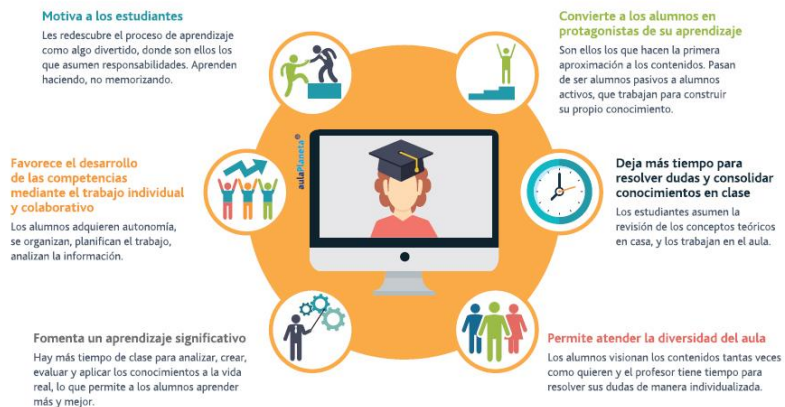 Motiva a los estudiantes
Les redescubre el proceso de aprendizaje
como algo divertido, donde son ellos los
que asumen responsabilidades. Aprenden
haciendo, no memorizando.
Convierte a los alumnos en
protagonistas de su aprendizaje
Son ellos los que hacen la primera
aproximación a los contenidos. Pasan
de ser alumnos pasivos a alumnos
activos, que trabajan para construir
su propio conocimiento.
aulaPlaneta
Favorece el desarrollo
de las competencias
mediante el trabajo individual
y colaborativo
Los alumnos adquieren autonomía,
se organizan, planifican el trabajo,
analizan la información.
Deja más tiempo para
resolver dudas y consolidar
conocimientos en clase
Los estudiantes asumen la
revisión de los conceptos teóricos
en casa, y los trabajan en el aula.
Fomenta un aprendizaje significativo
Hay más tiempo de clase para analizar, crear,
evaluar y aplicar los conocimientos a la vida
real, lo que permite a los alumnos aprender
más y mejor.
Permite atender la diversidad del aula
Los alumnos visionan los contenidos tantas veces
como quieren y el profesor tiene tiempo para
resolver sus dudas de manera individualizada.